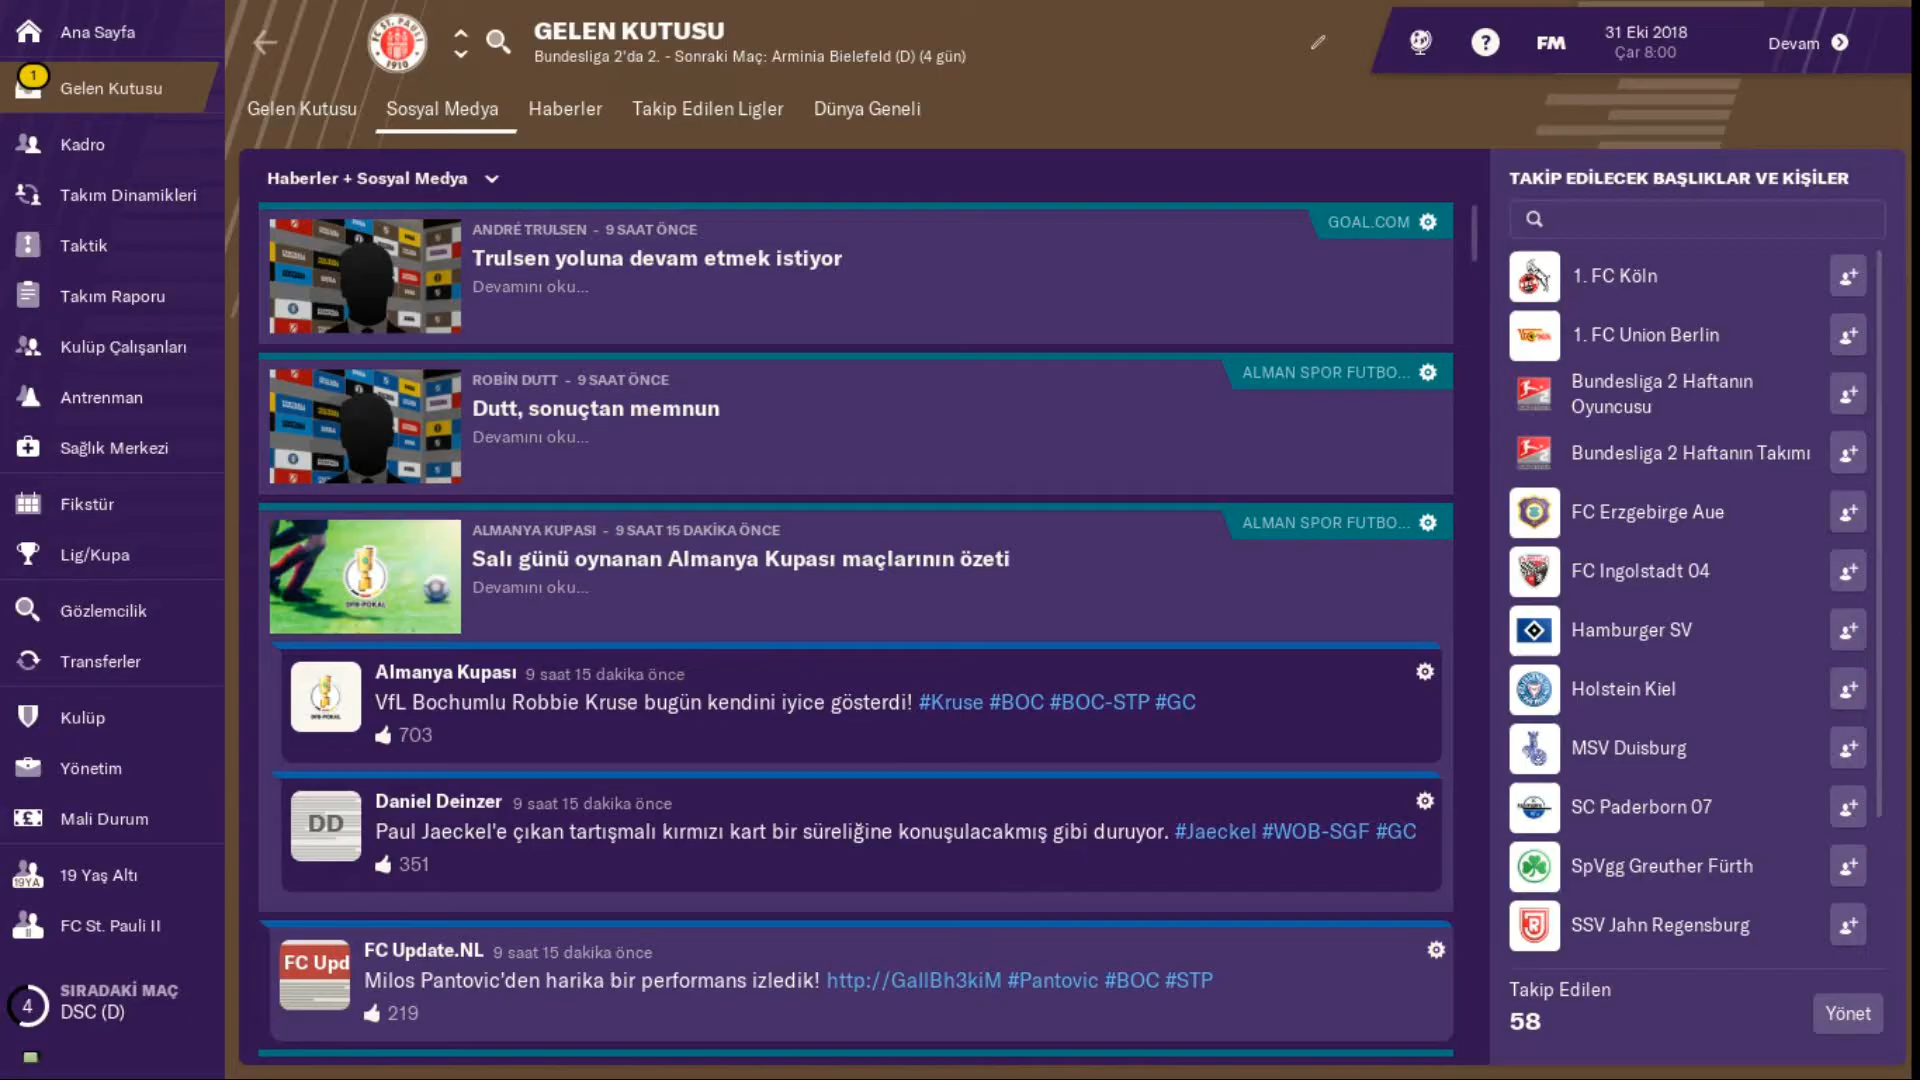 Ana Sayfa
1
Gelen Kutusu
Kadro
Takım Dinamikleri
Taktik
Takım Raporu
Kulüp Çalışanları
Antrenman
Sağlık Merkezi
Fikstür
Lig/Kupa
Gözlemcilik
Transferler
Kulüp
Yönetim
Mali Durum
19YA
19 Yaş Altı
II
FC St. Pauli II
4
SIRADAKİ MAÇ
DSC (D)
FC ST. PAULI
1910
GELEN KUTUSU
Bundesliga 2'da 2. - Sonraki Maç: Arminia Bielefeld (D) (4 gün)
?
FM
31 Eki 2018
Çar 8:00
Devam
Gelen Kutusu
Sosyal Medya
Haberler
Takip Edilen Ligler
Dünya Geneli
Haberler + Sosyal Medya
ANDRÉ TRULSEN - 9 SAAT ÖNCE
GOAL.COM
Trulsen yoluna devam etmek istiyor
Devamını oku...
ROBİN DUTT - 9 SAAT ÖNCE
ALMAN SPOR FUTBO...
Dutt, sonuçtan memnun
Devamını oku...
DFB-POKAL
ALMANYA KUPASI - 9 SAAT 15 DAKİKA ÖNCE
ALMAN SPOR FUTBO...
Salı günü oynanan Almanya Kupası maçlarının özeti
Devamını oku...
DFB-POKAL
Almanya Kupası 9 saat 15 dakika önce
VfL Bochumlu Robbie Kruse bugün kendini iyice gösterdi! #Kruse #BOC #BOC-STP #GC
703
DD
Daniel Deinzer 9 saat 15 dakika önce
Paul Jaeckel'e çıkan tartışmalı kırmızı kart bir süreliğine konuşulacakmış gibi duruyor. #Jaeckel #WOB-SGF #GC
351
FC Upd
FC Update.NL 9 saat 15 dakika önce
Milos Pantovic'den harika bir performans izledik! http://GaIlBh3kiM #Pantovic #BOC #STP
219
TAKİP EDİLECEK BAŞLIKLAR VE KİŞİLER
1. FC Köln
1. FC Union Berlin
Bundesliga 2 Haftanın
Oyuncusu
Bundesliga 2 Haftanın Takımı
FC Erzgebirge Aue
FC Ingolstadt 04
Hamburger SV
Holstein Kiel
MSV Duisburg
SC Paderborn 07
SpVgg Greuther Fürth
SSV Jahn Regensburg
Takip Edilen
58
Yönet